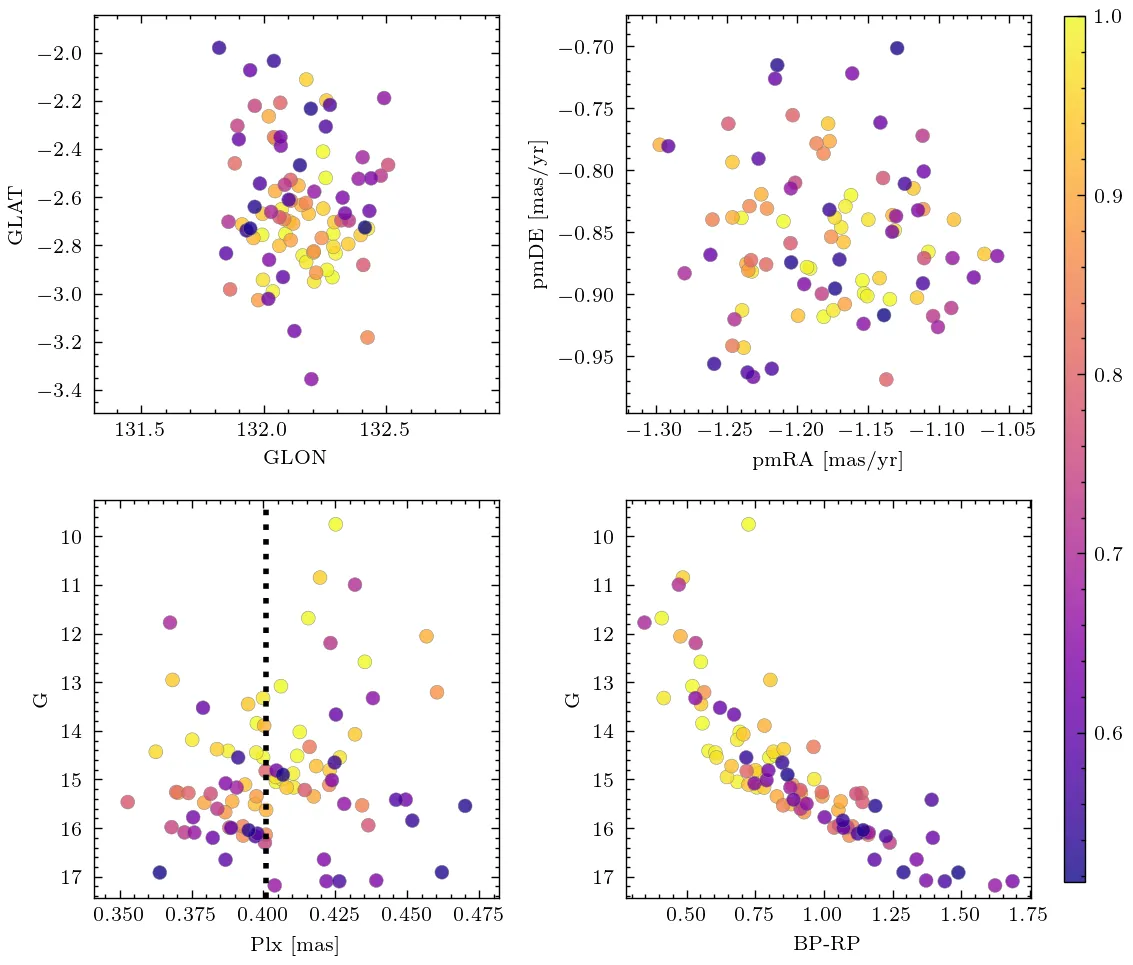 −2.0
−2.2
−2.4
−2.6
−2.8
−3.0
−3.2
−3.4
GLAT
131.5 132.0 132.5
GLON
−0.70
−0.75
−0.80
−0.85
−0.90
−0.95
pmDE [mas/yr]
−1.30 −1.25 −1.20 −1.15 −1.10 −1.05
pmRA [mas/yr]
10
11
12
13
14
15
16
17
G
0.350 0.375 0.400 0.425 0.450 0.475
Plx [mas]
10
11
12
13
14
15
16
17
G
0.50 0.75 1.00 1.25 1.50 1.75
BP-RP
1.0
0.9
0.8
0.7
0.6